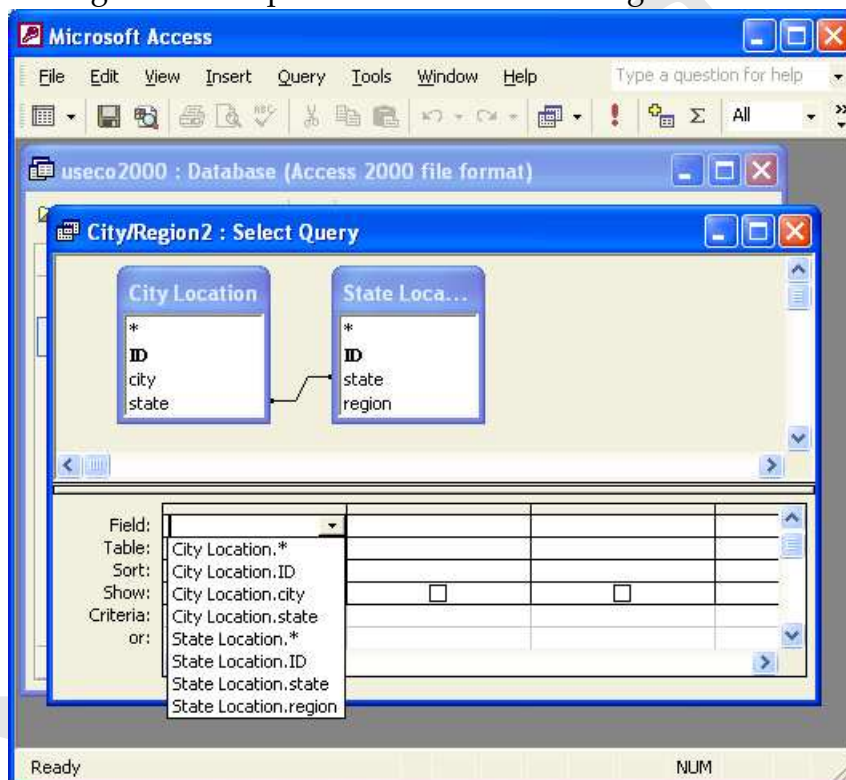 Microsoft Access
File Edit View Insert Query Tools Window Help Type a question for help
All
useco2000 : Database (Access 2000 file format)
City/Region2 : Select Query
City Location State Loca...
* *
ID ID
city state
state region
Field:
Table: City Location.*
Sort: City Location.ID
Show: City Location.city
Criteria: City Location.state
or: State Location.*
State Location.ID
State Location.state
State Location.region
Ready NUM